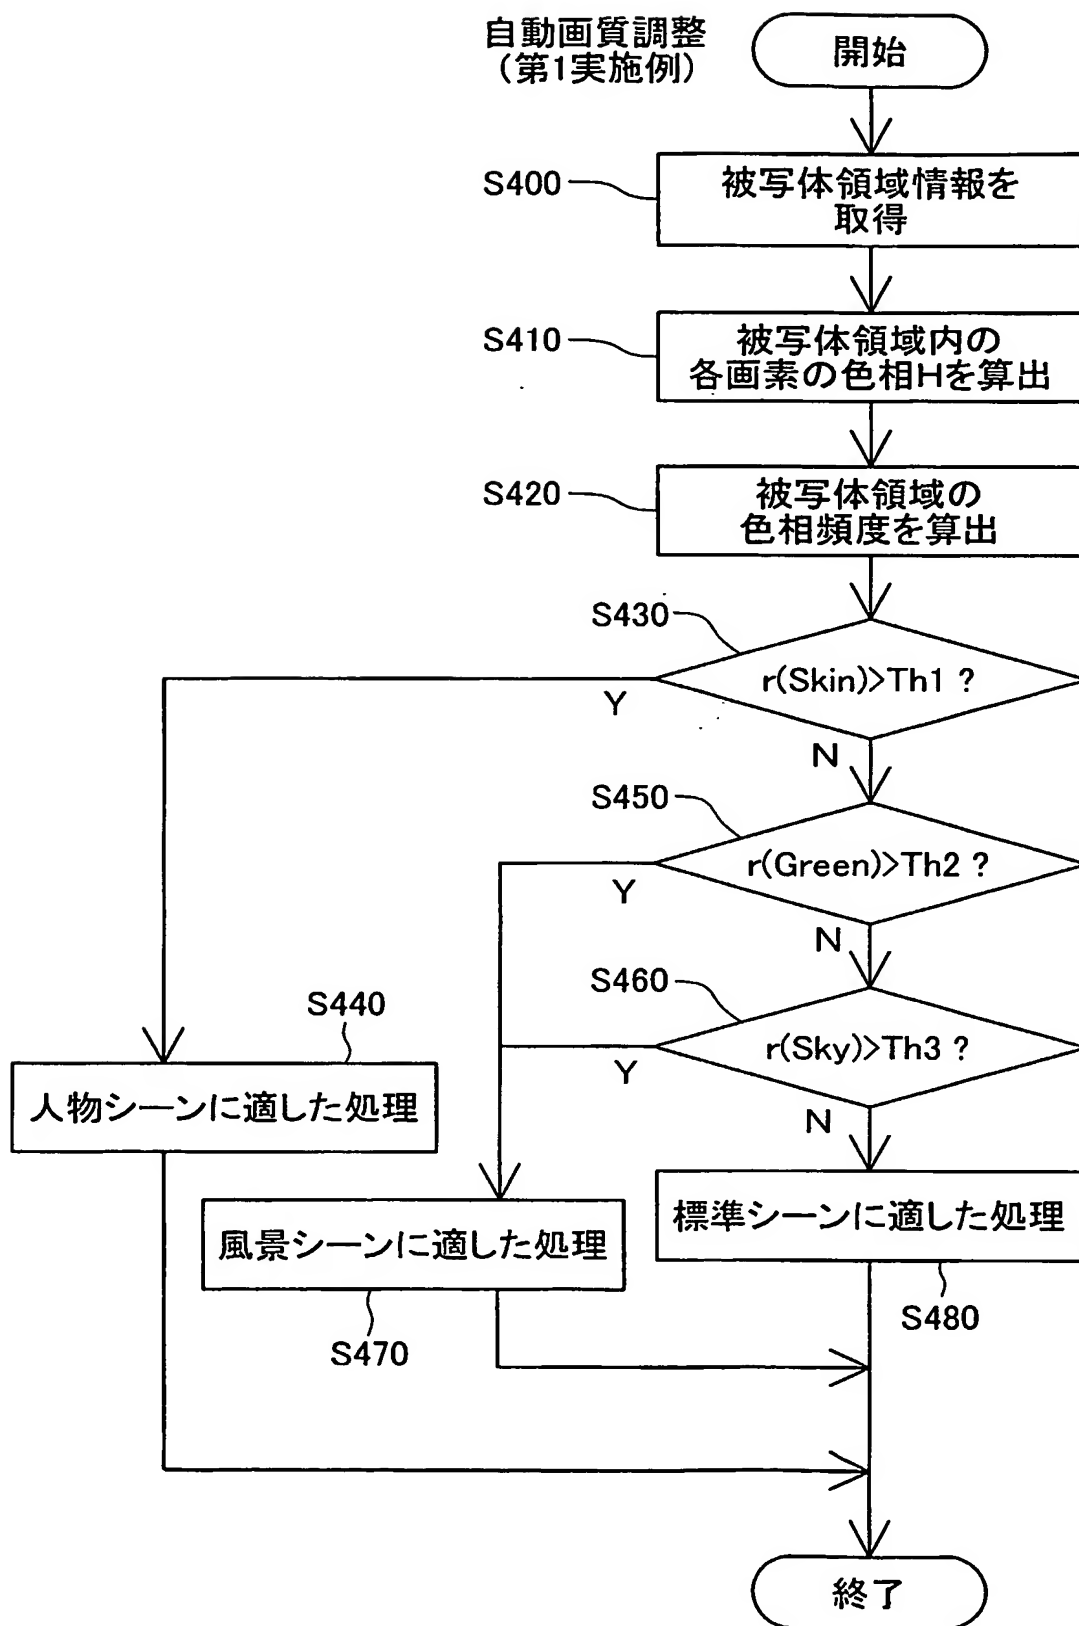 自動画質調整
(第1実施例)
開始
S400
被写体領域情報を
取得
S410
被写体領域内の
各画素の色相Hを算出
S420
被写体領域の
色相頻度を算出
S430
r(Skin)>Th1 ?
Y
N
S450
r(Green)>Th2 ?
Y
N
S460
r(Sky)>Th3 ?
Y
N
S440
人物シーンに適した処理
風景シーンに適した処理
S470
標準シーンに適した処理
S480
終了